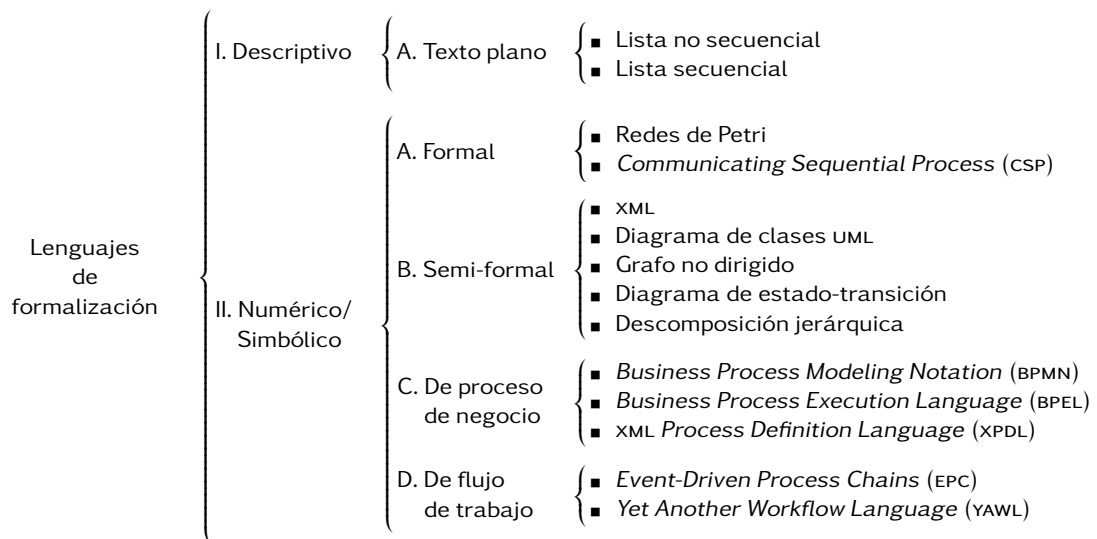 Lenguajes
de
formalización
I. Descriptivo
A. Texto plano
▪ Lista no secuencial
▪ Lista secuencial
II. Numérico/
Simbólico
A. Formal
▪ Redes de Petri
▪ Communicating Sequential Process (CSP)
B. Semi-formal
▪ XML
▪ Diagrama de clases UML
▪ Grafo no dirigido
▪ Diagrama de estado-transición
▪ Descomposición jerárquica
C. De proceso
de negocio
▪ Business Process Modeling Notation (BPMN)
▪ Business Process Execution Language (BPEL)
▪ XML Process Definition Language (XPDL)
D. De flujo
de trabajo
▪ Event-Driven Process Chains (EPC)
▪ Yet Another Workflow Language (YAWL)